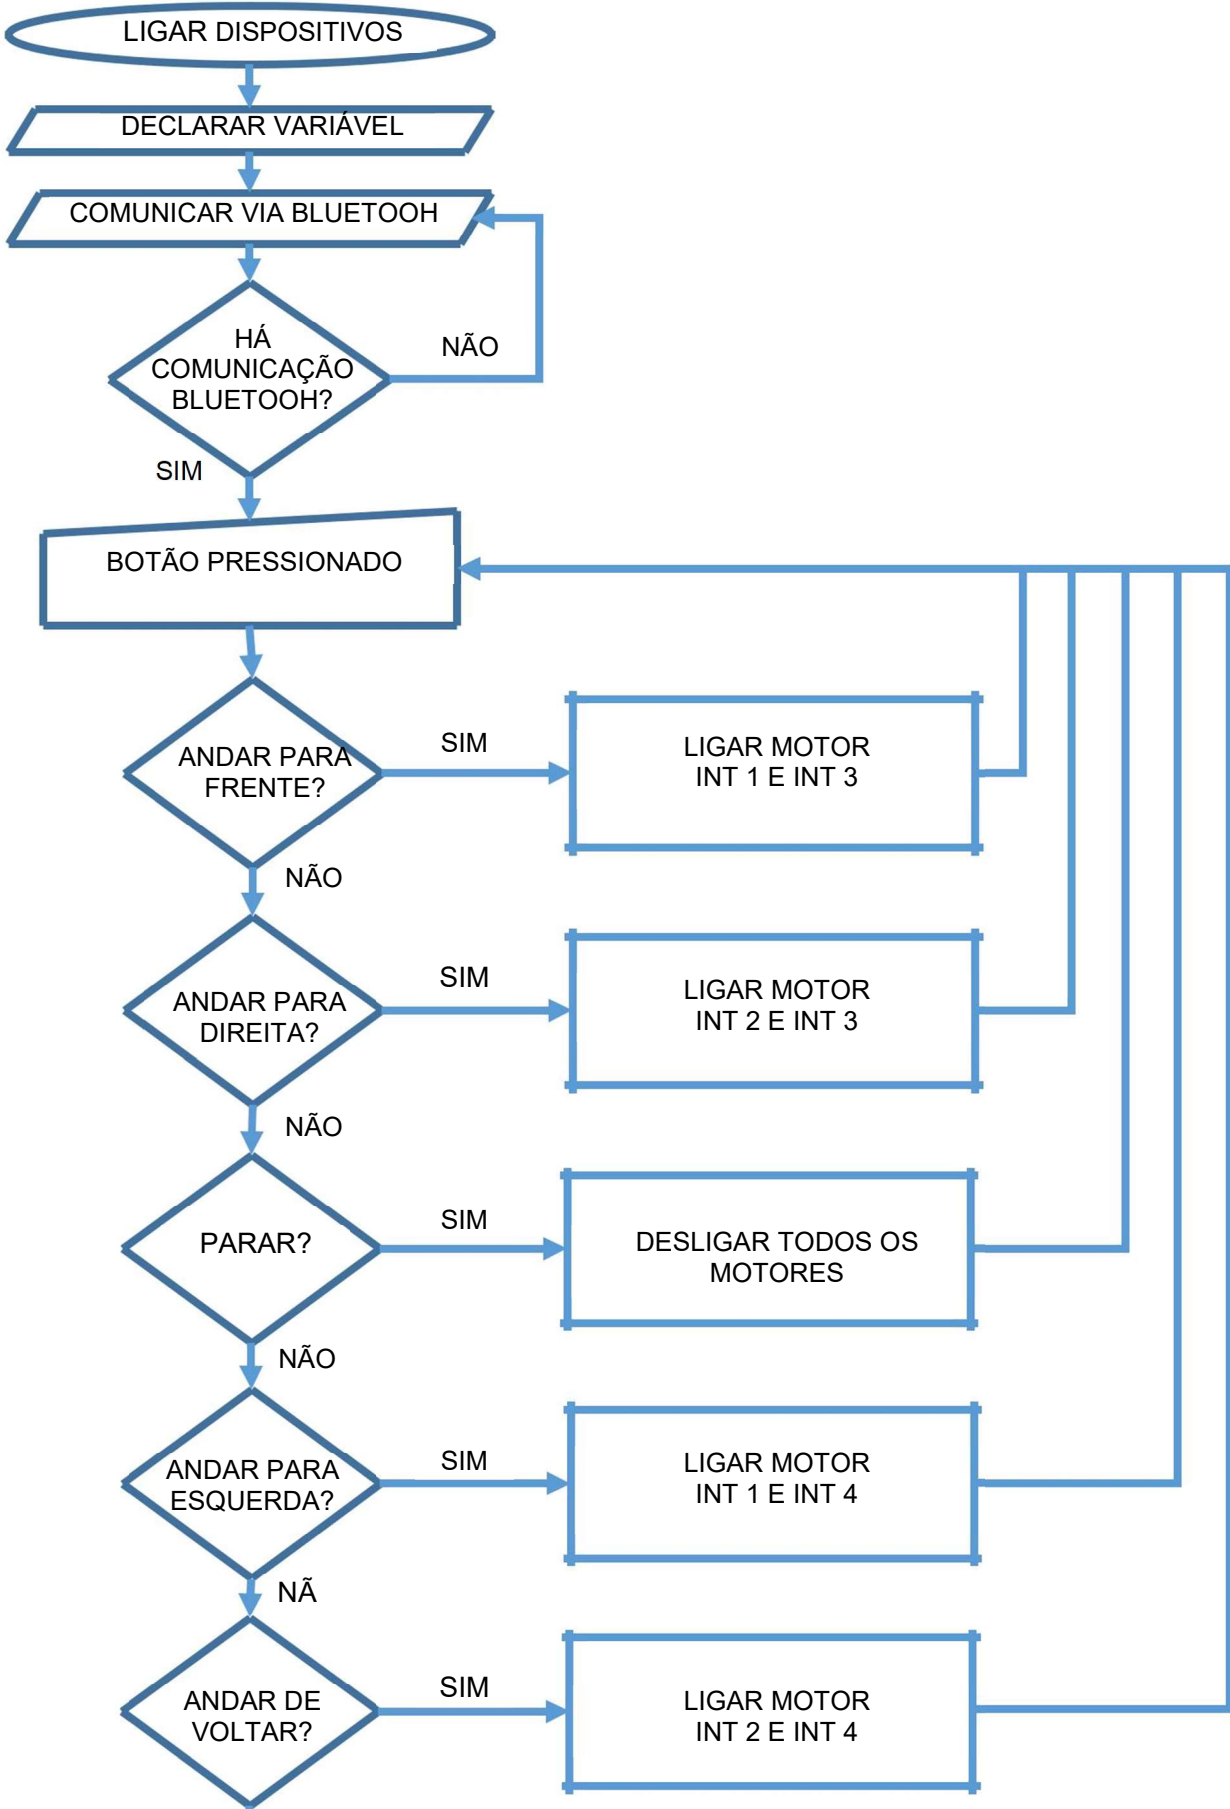 LIGAR DISPOSITIVOS
DECLARAR VARIÁVEL
COMUNICAR VIA BLUETOOH
HÁ
COMUNICAÇÃO
BLUETOOH?
NÃO
SIM
BOTÃO PRESSIONADO
ANDAR PARA
FRENTE?
SIM
LIGAR MOTOR
INT 1 E INT 3
NÃO
ANDAR PARA
DIREITA?
SIM
LIGAR MOTOR
INT 2 E INT 3
NÃO
PARAR?
SIM
DESLIGAR TODOS OS
MOTORES
NÃO
ANDAR PARA
ESQUERDA?
SIM
LIGAR MOTOR
INT 1 E INT 4
NÃ
ANDAR DE
VOLTAR?
SIM
LIGAR MOTOR
INT 2 E INT 4